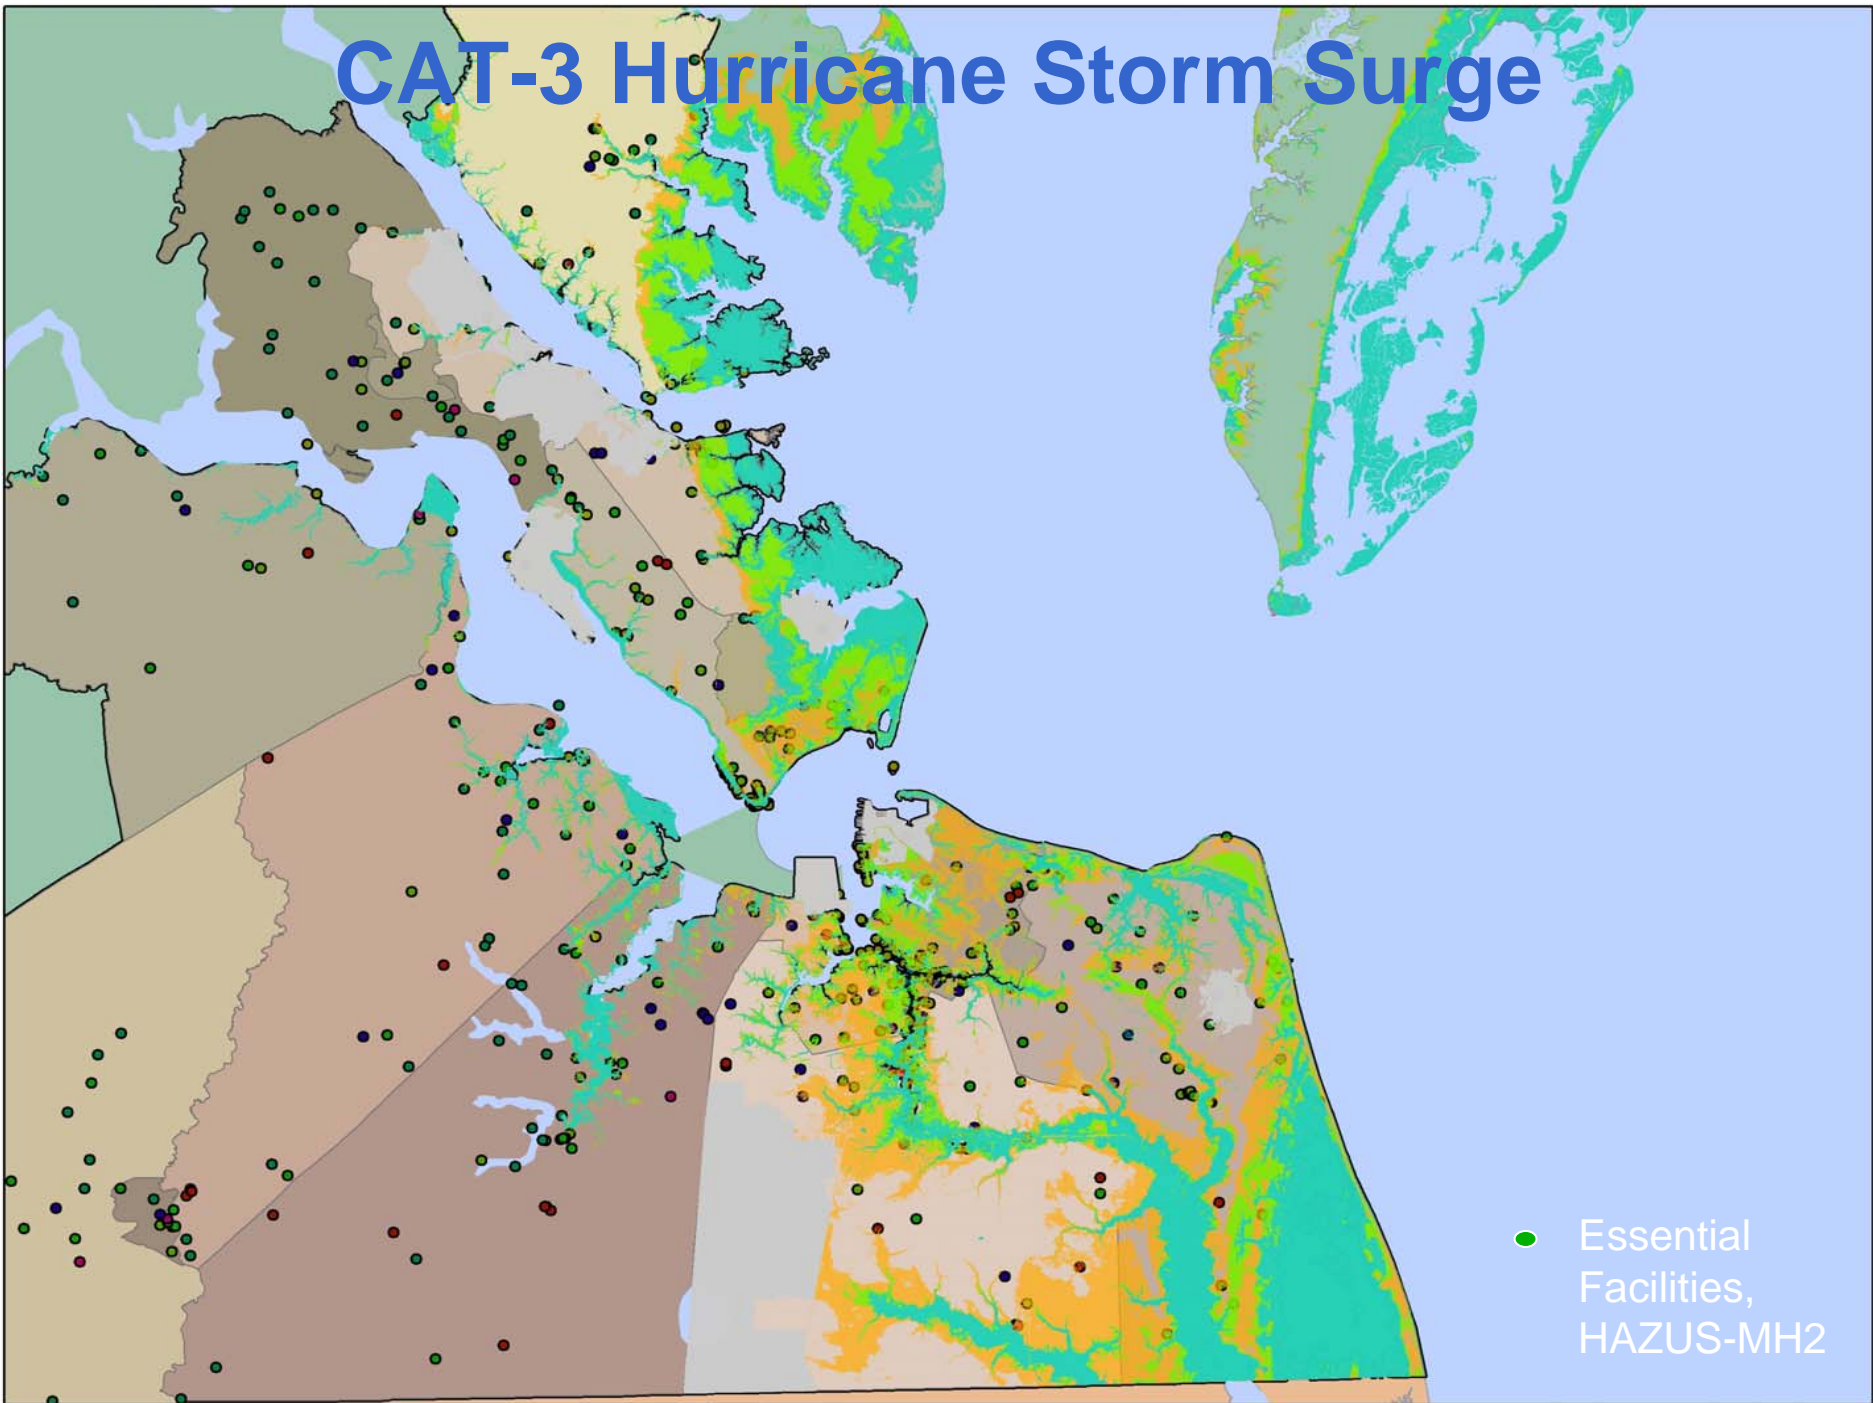 CAT-3 Hurricane Storm Surge
Essential
Facilities,
HAZUS-MH2